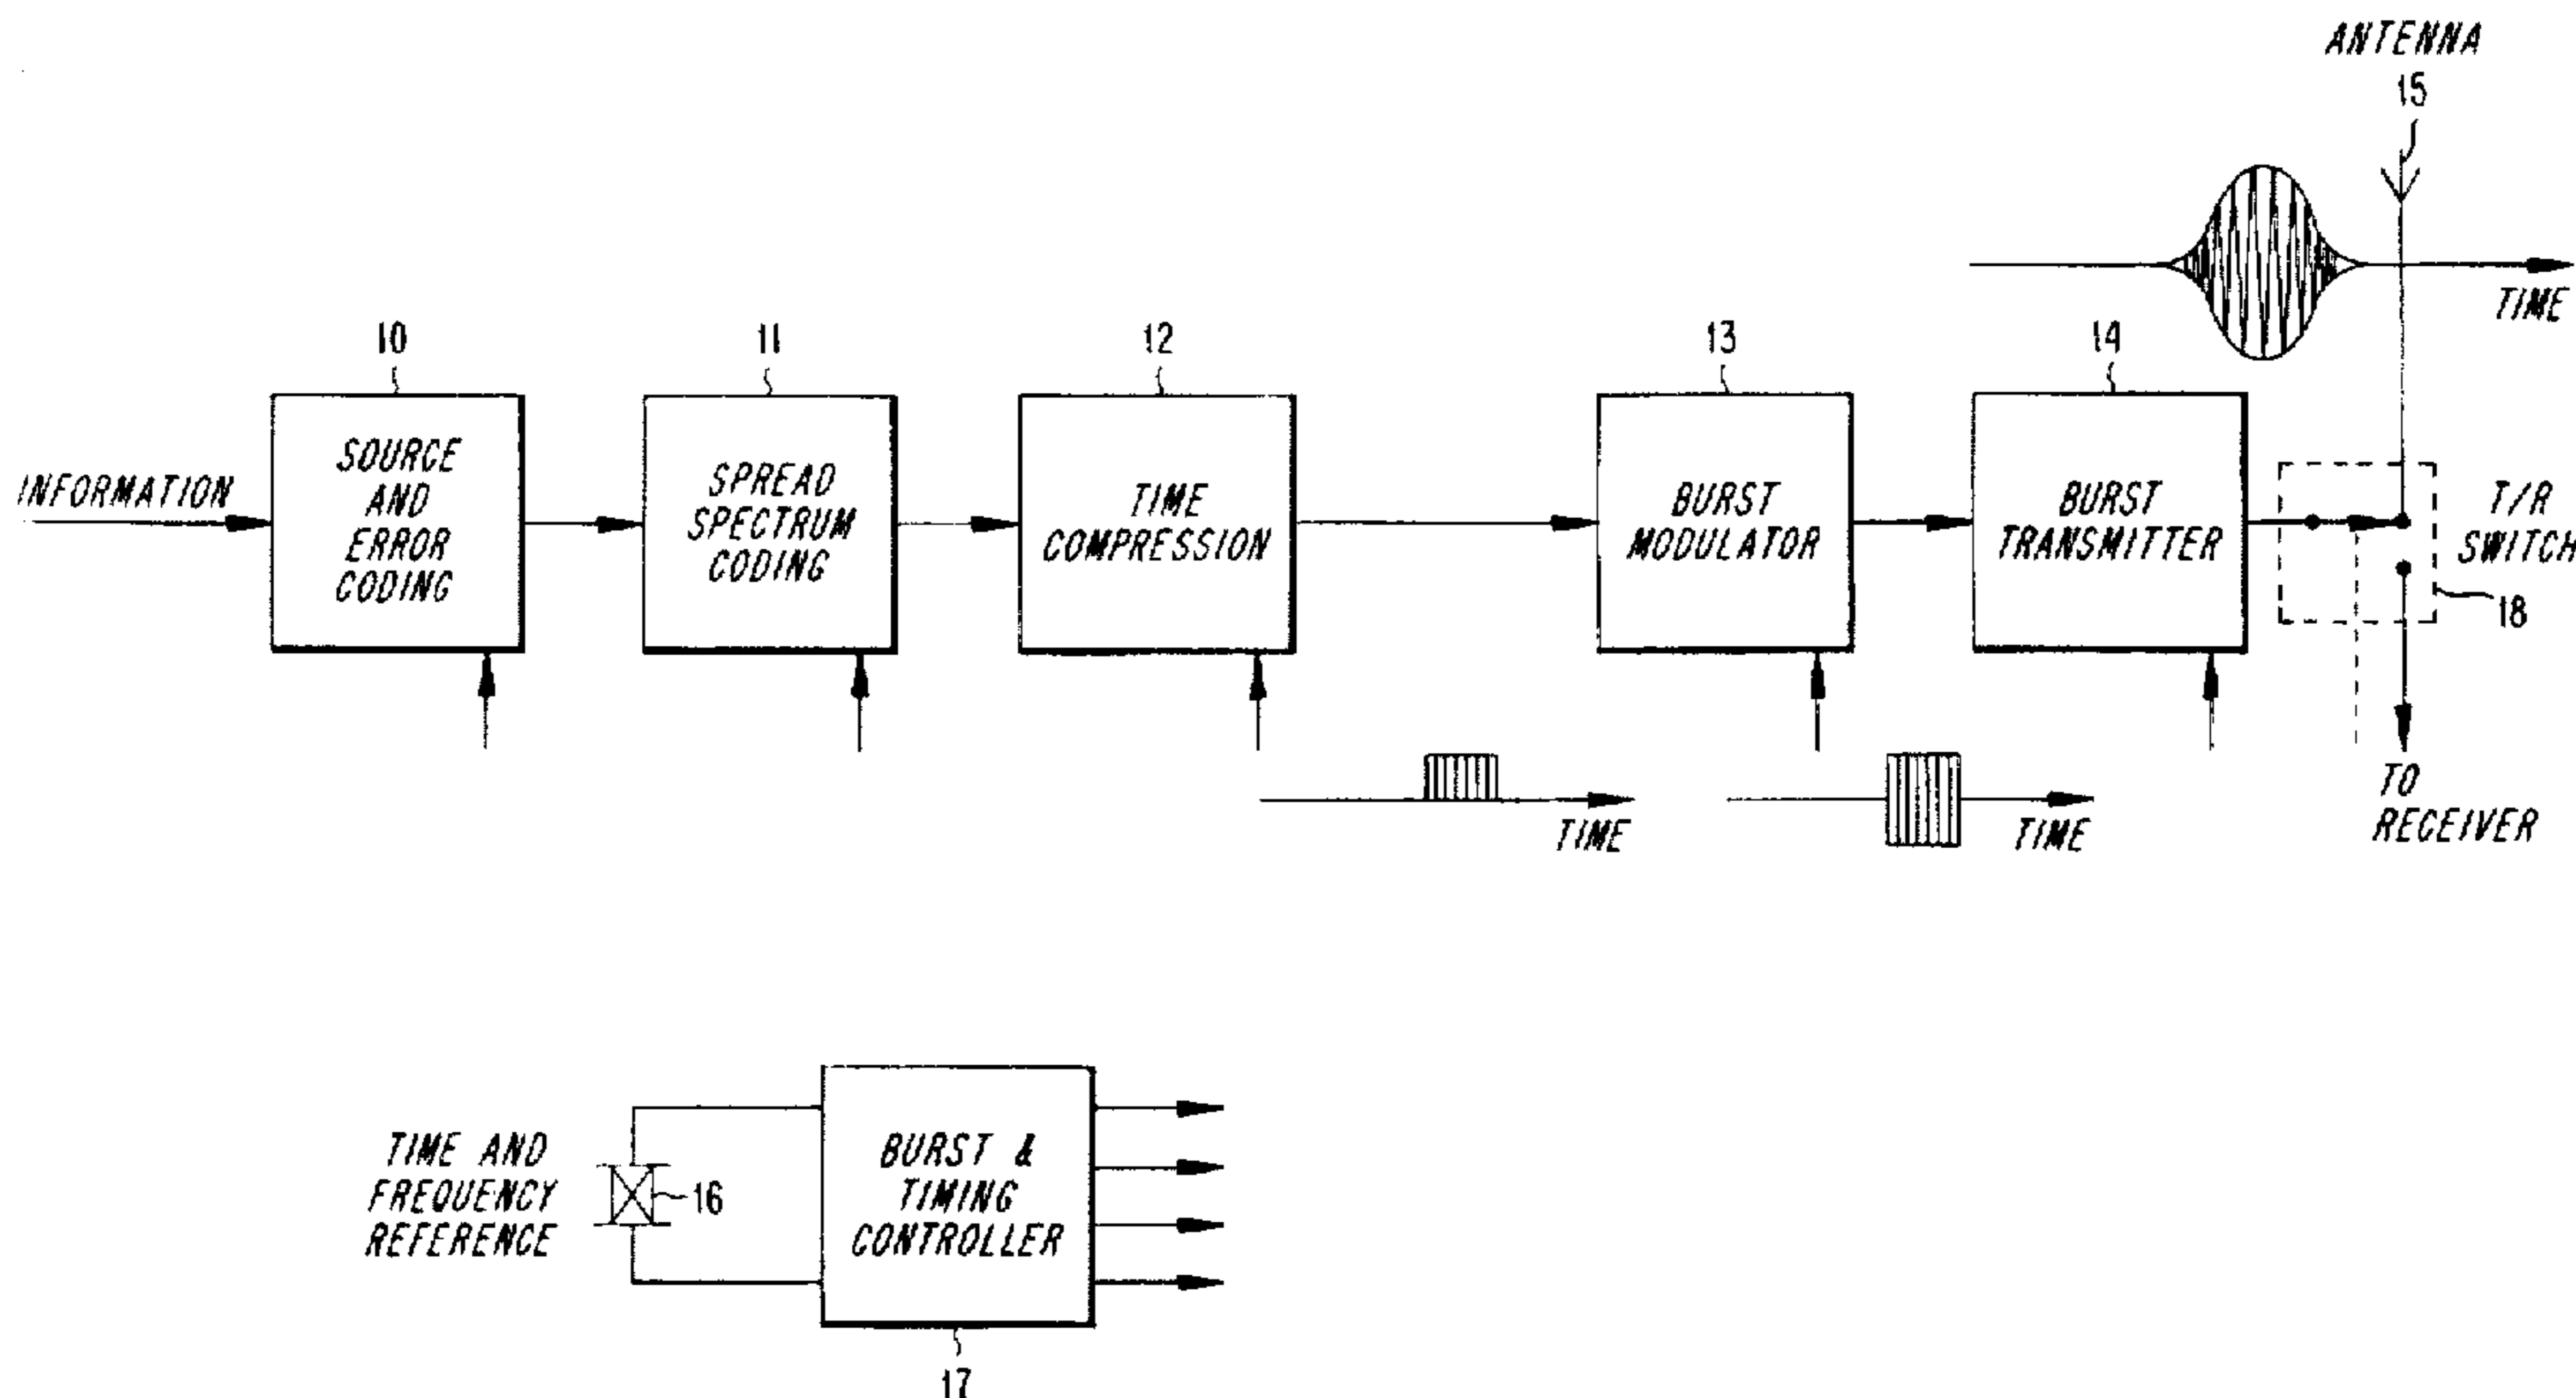 ANTENNA
15
TIME
10
11
12
13
14
INFORMATION
SOURCE
AND
ERROR
CODING
SPREAD
SPECTRUM
CODING
TIME
COMPRESSION
BURST
MODULATOR
BURST
TRANSMITTER
T/R
SWITCH
18
TIME
TIME
TO
RECEIVER
TIME AND
FREQUENCY
REFERENCE
16
BURST &
TIMING
CONTROLLER
17